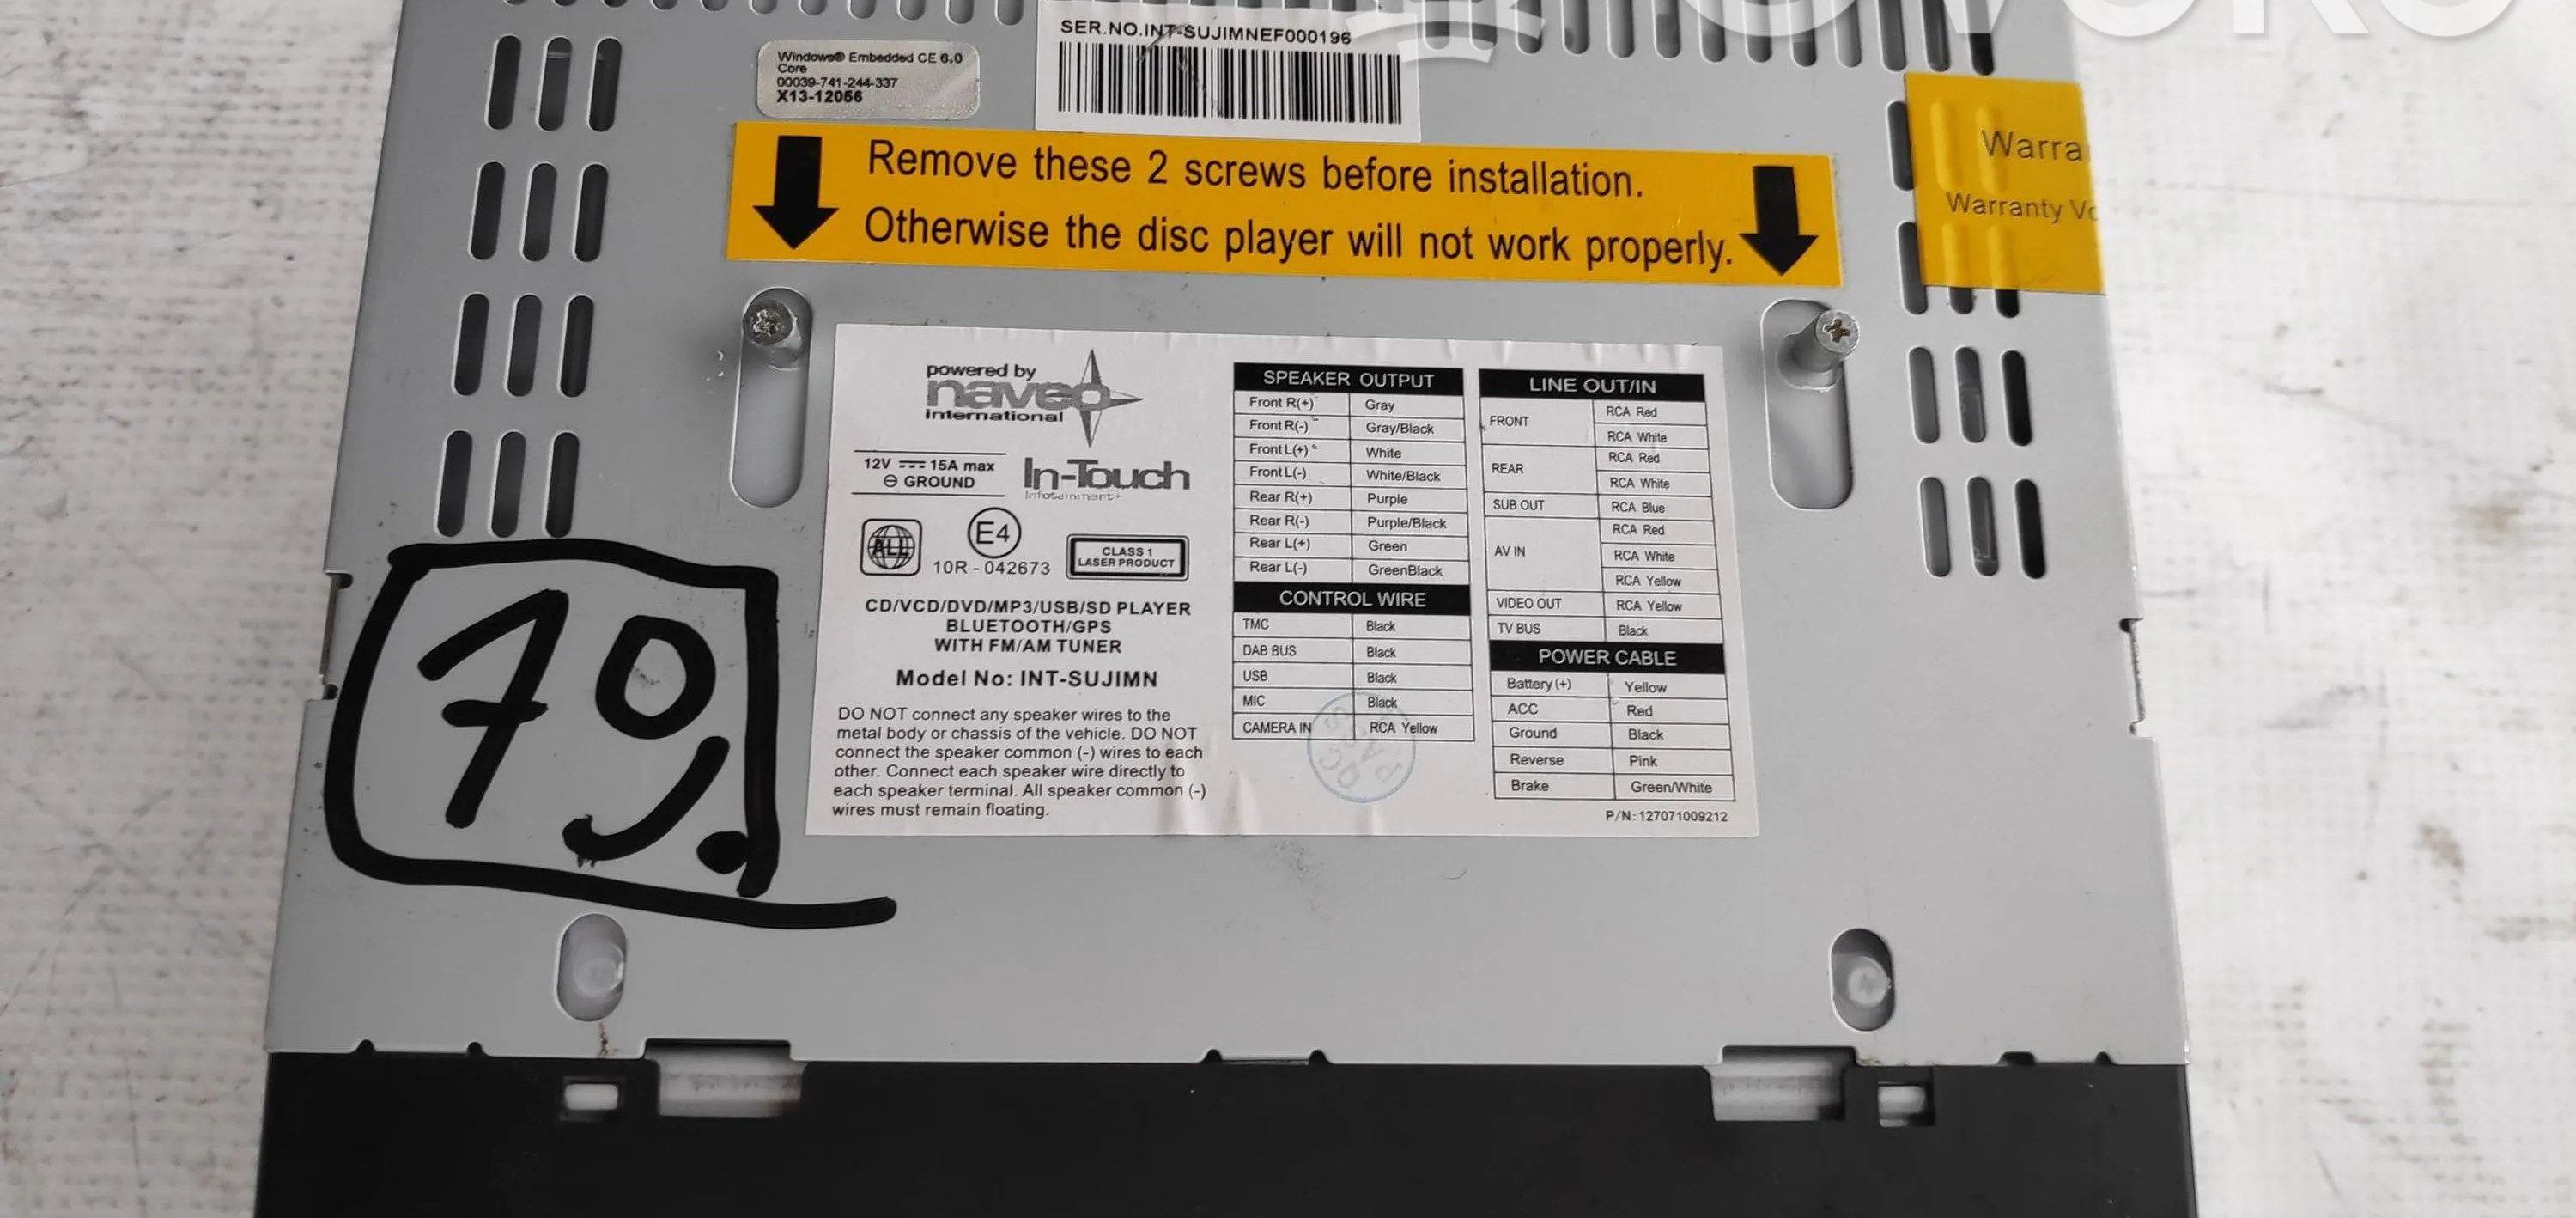 SER.NO.INT-SUJIMNEF000196
Windows® Embedded CE 6.0
Core
00039-741-244-337
X13-12056
Remove these 2 screws before installation.
Otherwise the disc player will not work properly.
Warra
Warranty
powered by
naveo
international
12V 15A max
GROUND
In-Touch
Infotainment+
ALL
E4
10R - 042673
CLASS 1
LASER PRODUCT
CD/VCD/DVD/MP3/USB/SD PLAYER
BLUETOOTH/GPS
WITH FM/AM TUNER
Model No: INT-SUJIMN
DO NOT connect any speaker wires to the
metal body or chassis of the vehicle. DO NOT
connect the speaker common (-) wires to each
other. Connect each speaker wire directly to
each speaker terminal. All speaker common (-)
wires must remain floating.
SPEAKER OUTPUT
Front R(+) Gray
Front R(-) Gray/Black
Front L(+) White
Front L(-) White/Black
Rear R(+) Purple
Rear R(-) Purple/Black
Rear L(+) Green
Rear L(-) GreenBlack
CONTROL WIRE
TMC Black
DAB BUS Black
USB Black
MIC Black
CAMERA IN RCA Yellow
LINE OUT/IN
FRONT RCA Red
RCA White
REAR RCA Red
RCA White
SUB OUT RCA Blue
AV IN RCA Red
RCA White
RCA Yellow
VIDEO OUT RCA Yellow
TV BUS Black
POWER CABLE
Battery (+) Yellow
ACC Red
Ground Black
Reverse Pink
Brake Green/White
P/N: 127071009212
70